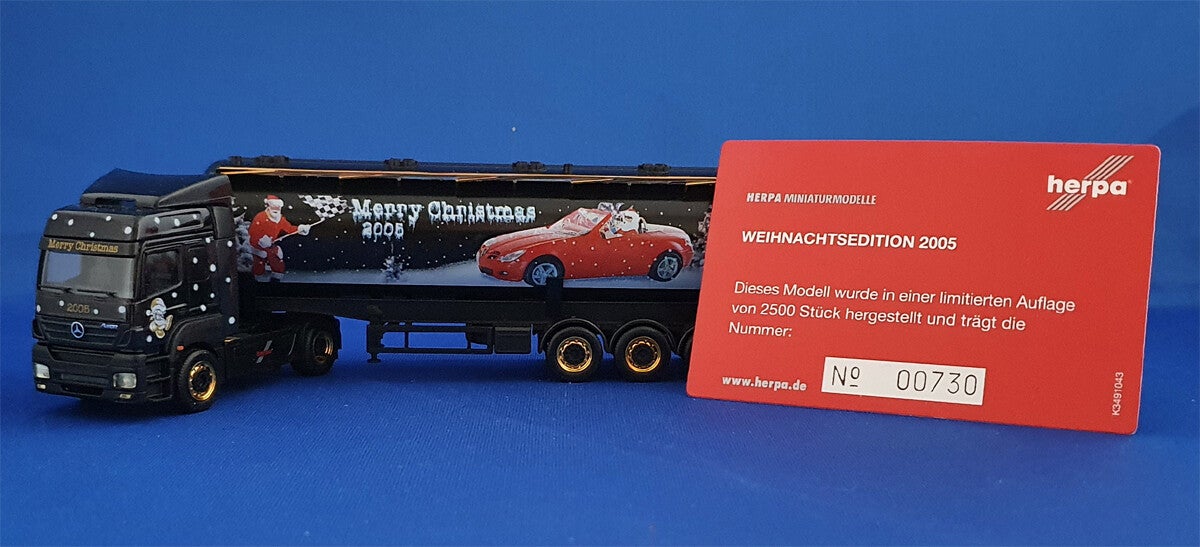 Merry Christmas
2005
Merry Christmas
2005
herpa
HERPA MINIATURMODELLE
WEIHNACHTSEDITION 2005
Dieses Modell wurde in einer limitierten Auflage
von 2500 Stück hergestellt und trägt die
Nummer:
www.herpa.de
Nº 00730
K3491043